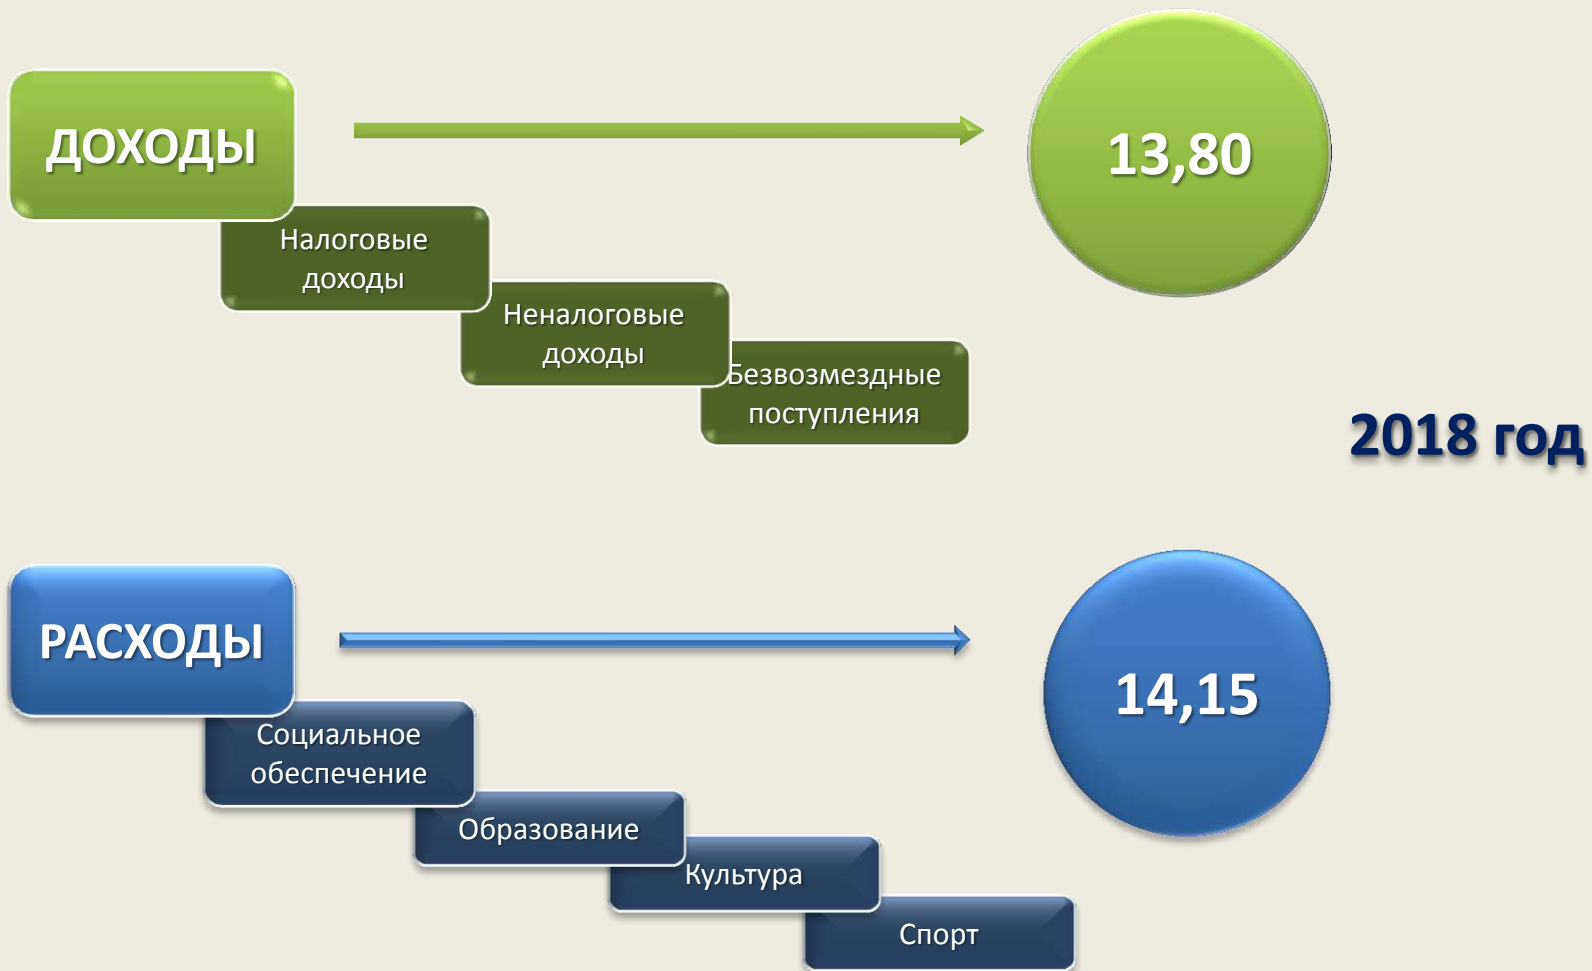 ДОХОДЫ
13,80
Налоговые
доходы
Неналоговые
доходы
Безвозмездные
поступления
2018 год
РАСХОДЫ
14,15
Социальное
обеспечение
Образование
Культура
Спорт